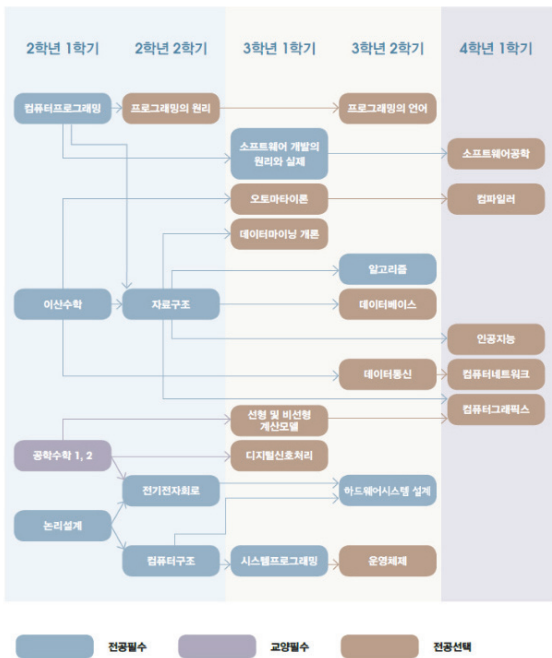 2학년 1학기
2학년 2학기
3학년 1학기
3학년 2학기
4학년 1학기
컴퓨터프로그래밍
프로그래밍의 원리
프로그래밍의 언어
소프트웨어 개발의
원리와 실제
소프트웨어공학
오토마타이론
컴파일러
데이터마이닝 개론
알고리즘
이산수학
자료구조
데이터베이스
인공지능
데이터통신
컴퓨터네트워크
선형 및 비선형
계산모델
컴퓨터그래픽스
공학수학 1, 2
디지털신호처리
전기전자회로
하드웨어시스템 설계
논리설계
컴퓨터구조
시스템프로그래밍
운영체제
전공필수
교양필수
전공선택